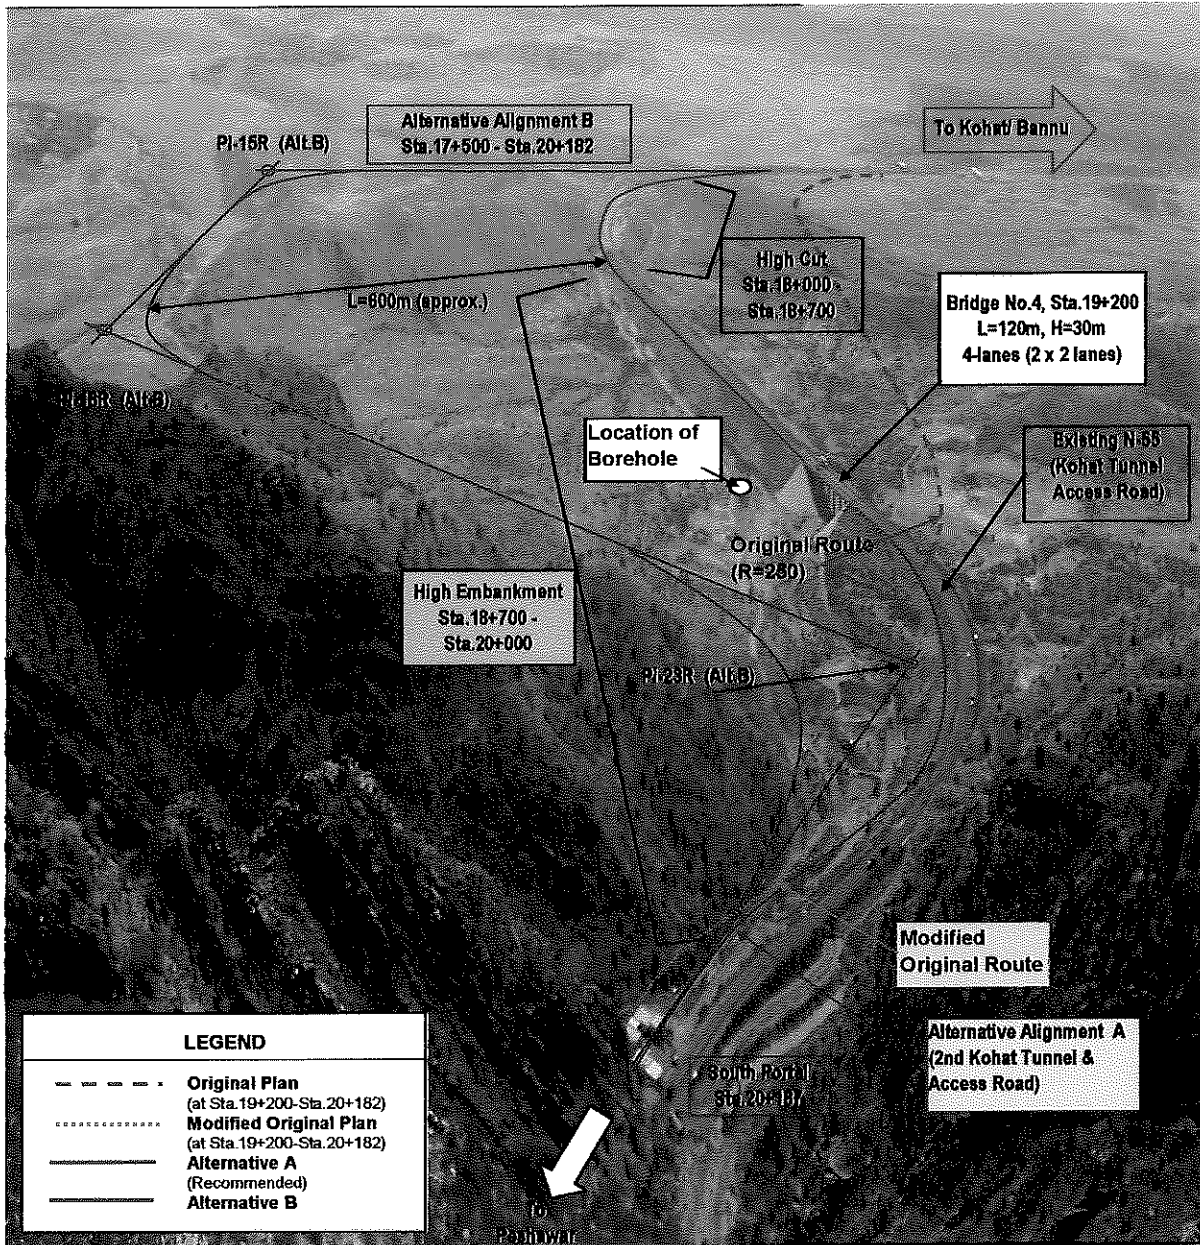 Alternative Alignment B
Sta.17+500 - Sta.20+182
To Kohat/ Bannu
PI-15R (Alt.B)
High Cut
Sta.18+000 -
Sta.18+700
L=600m (approx.)
Bridge No.4, Sta.19+200
L=120m, H=30m
4-lanes (2 x 2 lanes)
(Alt.B)
Location of
Borehole
Existing N-55
(Kohat Tunnel
Access Road)
Original Route
(R=250)
High Embankment
Sta.18+700 -
Sta.20+000
PI-23R (Alt.B)
Modified
Original Route
Alternative Alignment A
(2nd Kohat Tunnel &
Access Road)
South Portal
LEGEND
Original Plan
(at Sta.19+200-Sta.20+182)
Modified Original Plan
(at Sta.19+200-Sta.20+182)
Alternative A
(Recommended)
Alternative B
To
Peshawar